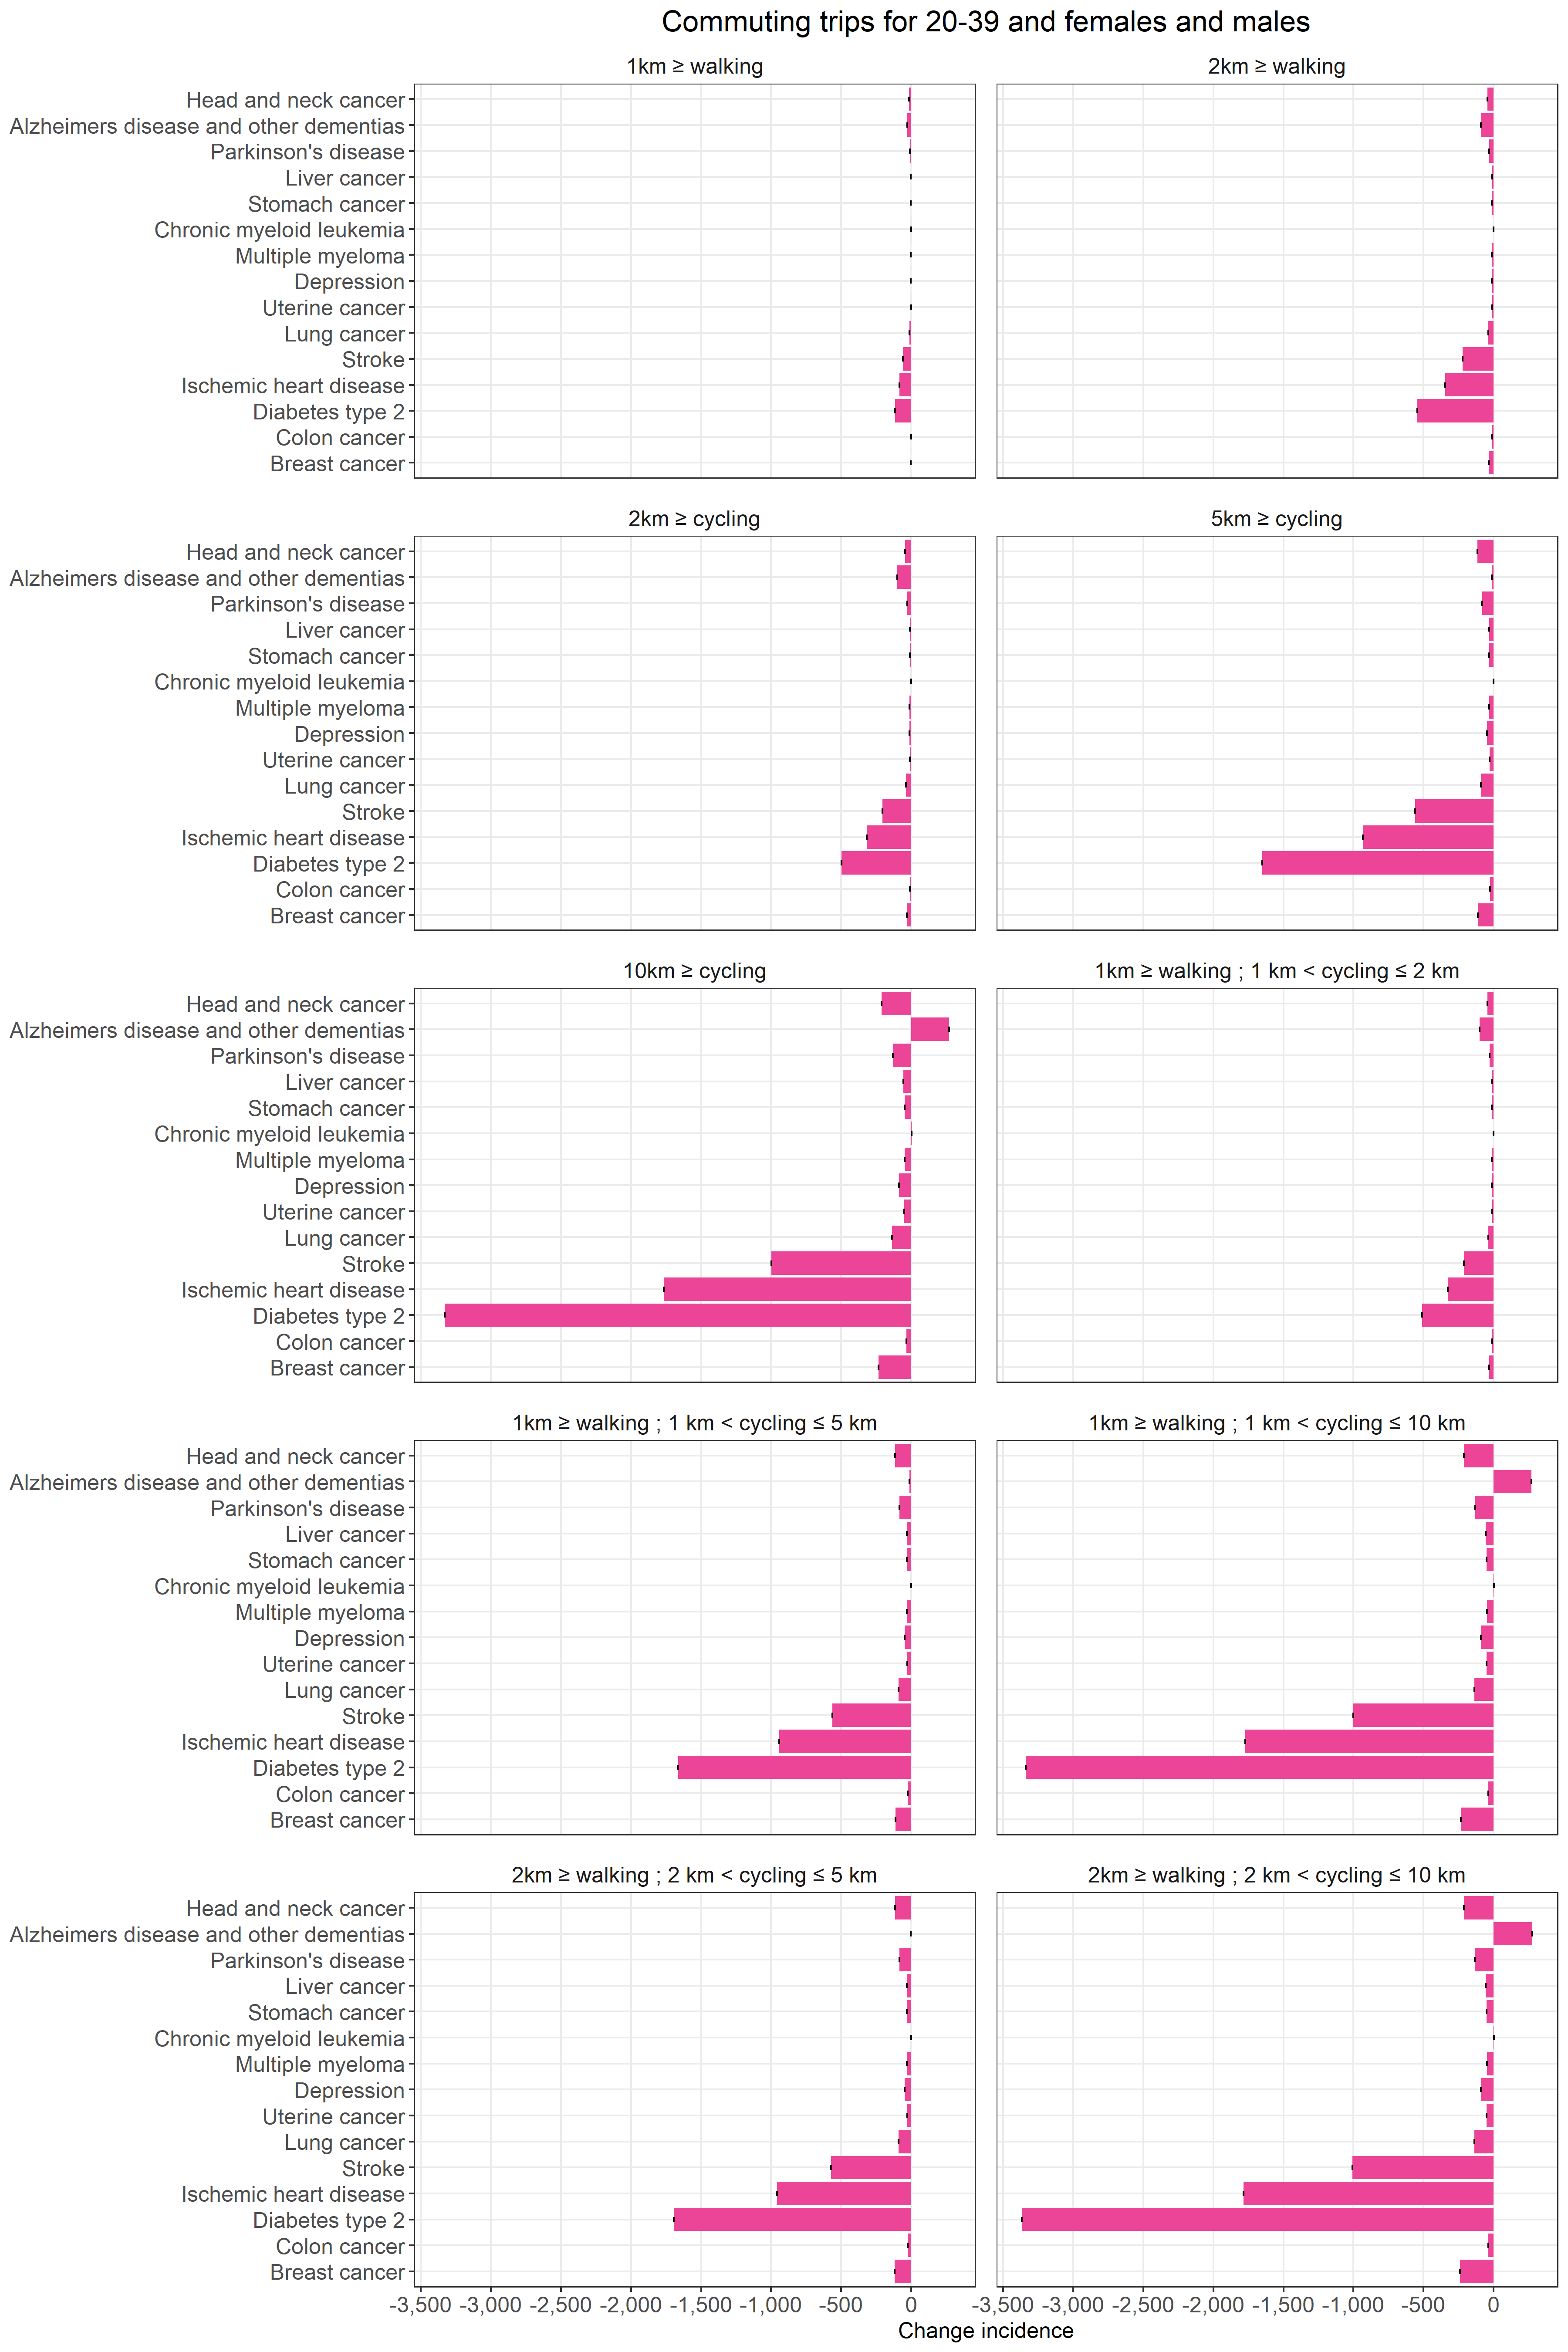 Commuting trips for 20-39 and females and males
1km ≥ walking
2km ≥ walking
Head and neck cancer
Alzheimers disease and other dementias
Parkinson's disease
Liver cancer
Stomach cancer
Chronic myeloid leukemia
Multiple myeloma
Depression
Uterine cancer
Lung cancer
Stroke
Ischemic heart disease
Diabetes type 2
Colon cancer
Breast cancer
2km ≥ cycling
5km ≥ cycling
Head and neck cancer
Alzheimers disease and other dementias
Parkinson's disease
Liver cancer
Stomach cancer
Chronic myeloid leukemia
Multiple myeloma
Depression
Uterine cancer
Lung cancer
Stroke
Ischemic heart disease
Diabetes type 2
Colon cancer
Breast cancer
10km ≥ cycling
1km ≥ walking ; 1 km < cycling ≤ 2 km
Head and neck cancer
Alzheimers disease and other dementias
Parkinson's disease
Liver cancer
Stomach cancer
Chronic myeloid leukemia
Multiple myeloma
Depression
Uterine cancer
Lung cancer
Stroke
Ischemic heart disease
Diabetes type 2
Colon cancer
Breast cancer
1km ≥ walking ; 1 km < cycling ≤ 5 km
1km ≥ walking ; 1 km < cycling ≤ 10 km
Head and neck cancer
Alzheimers disease and other dementias
Parkinson's disease
Liver cancer
Stomach cancer
Chronic myeloid leukemia
Multiple myeloma
Depression
Uterine cancer
Lung cancer
Stroke
Ischemic heart disease
Diabetes type 2
Colon cancer
Breast cancer
2km ≥ walking ; 2 km < cycling ≤ 5 km
2km ≥ walking ; 2 km < cycling ≤ 10 km
Head and neck cancer
Alzheimers disease and other dementias
Parkinson's disease
Liver cancer
Stomach cancer
Chronic myeloid leukemia
Multiple myeloma
Depression
Uterine cancer
Lung cancer
Stroke
Ischemic heart disease
Diabetes type 2
Colon cancer
Breast cancer
-3,500 -3,000 -2,500 -2,000 -1,500 -1,000 -500 0
-3,500 -3,000 -2,500 -2,000 -1,500 -1,000 -500 0
Change incidence